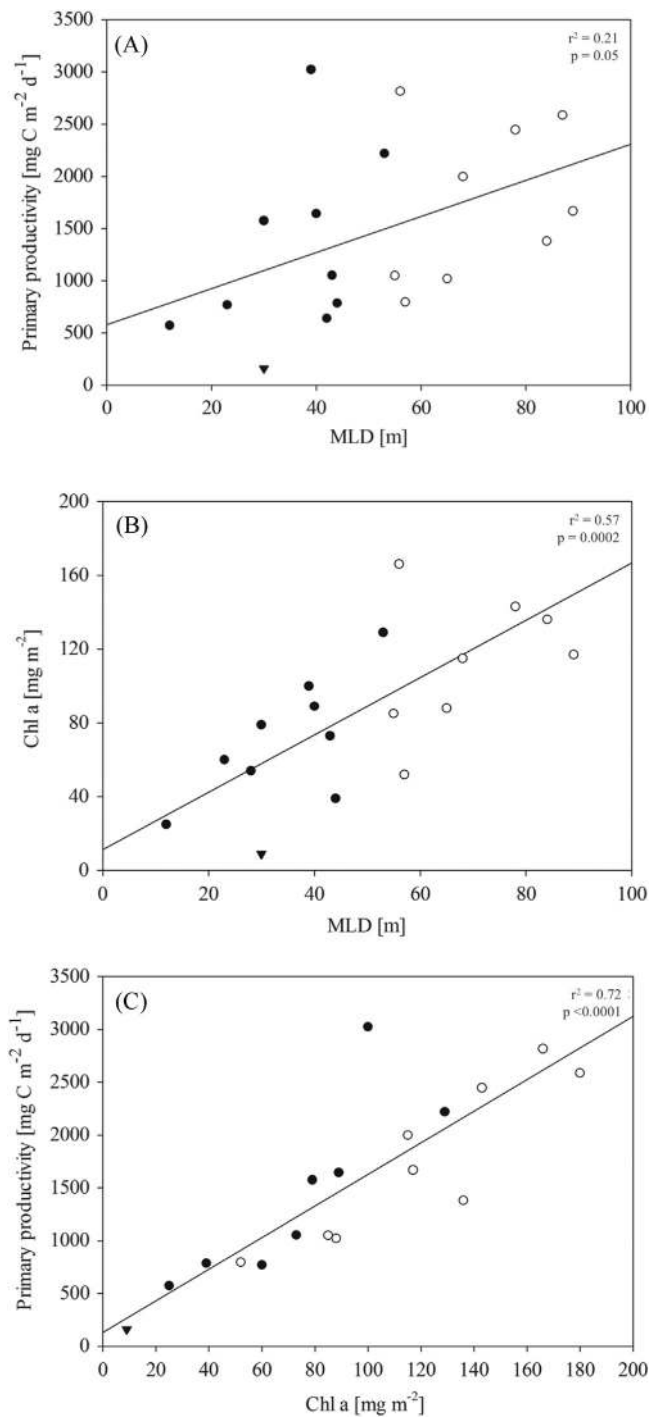 (A)
r² = 0.21
p = 0.05
3500
3000
2500
2000
1500
1000
500
0
Primary productivity [mg C m⁻² d⁻¹]
0 20 40 60 80 100
MLD [m]
(B)
r² = 0.57
p = 0.0002
200
160
120
80
40
0
Chl a [mg m⁻²]
0 20 40 60 80 100
MLD [m]
(C)
r² = 0.72 :
p <0.0001
3500
3000
2500
2000
1500
1000
500
0
Primary productivity [mg C m⁻² d⁻¹]
0 20 40 60 80 100 120 140 160 180 200
Chl a [mg m⁻²]